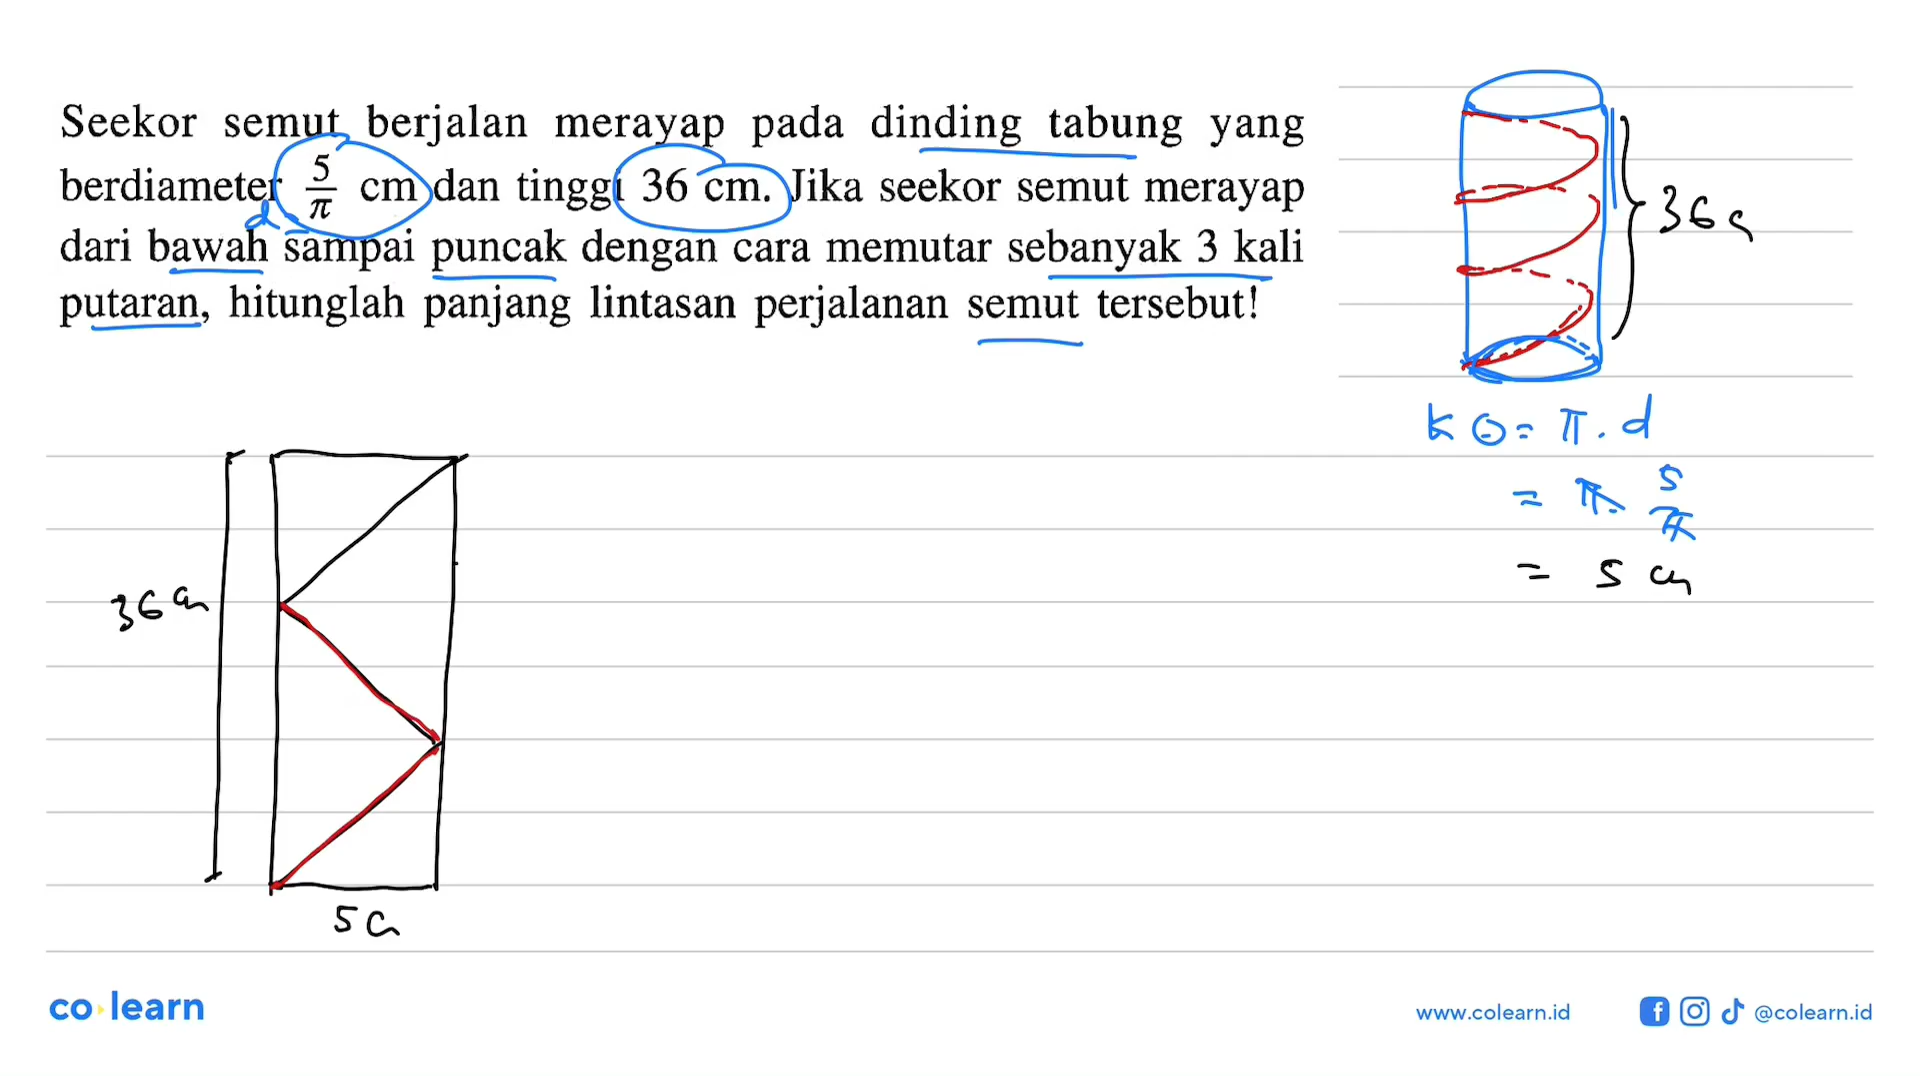 Seekor semut berjalan merayap pada dinding tabung yang
berdiameter 5/π cm dan tinggi 36 cm. Jika seekor semut merayap
dari bawah sampai puncak dengan cara memutar sebanyak 3 kali
putaran, hitunglah panjang lintasan perjalanan semut tersebut!
d
36 cm
K⊙ = π . d
= π . 5/π
= 5 cm
36 cm
5 cm
co learn
www.colearn.id @colearn.id